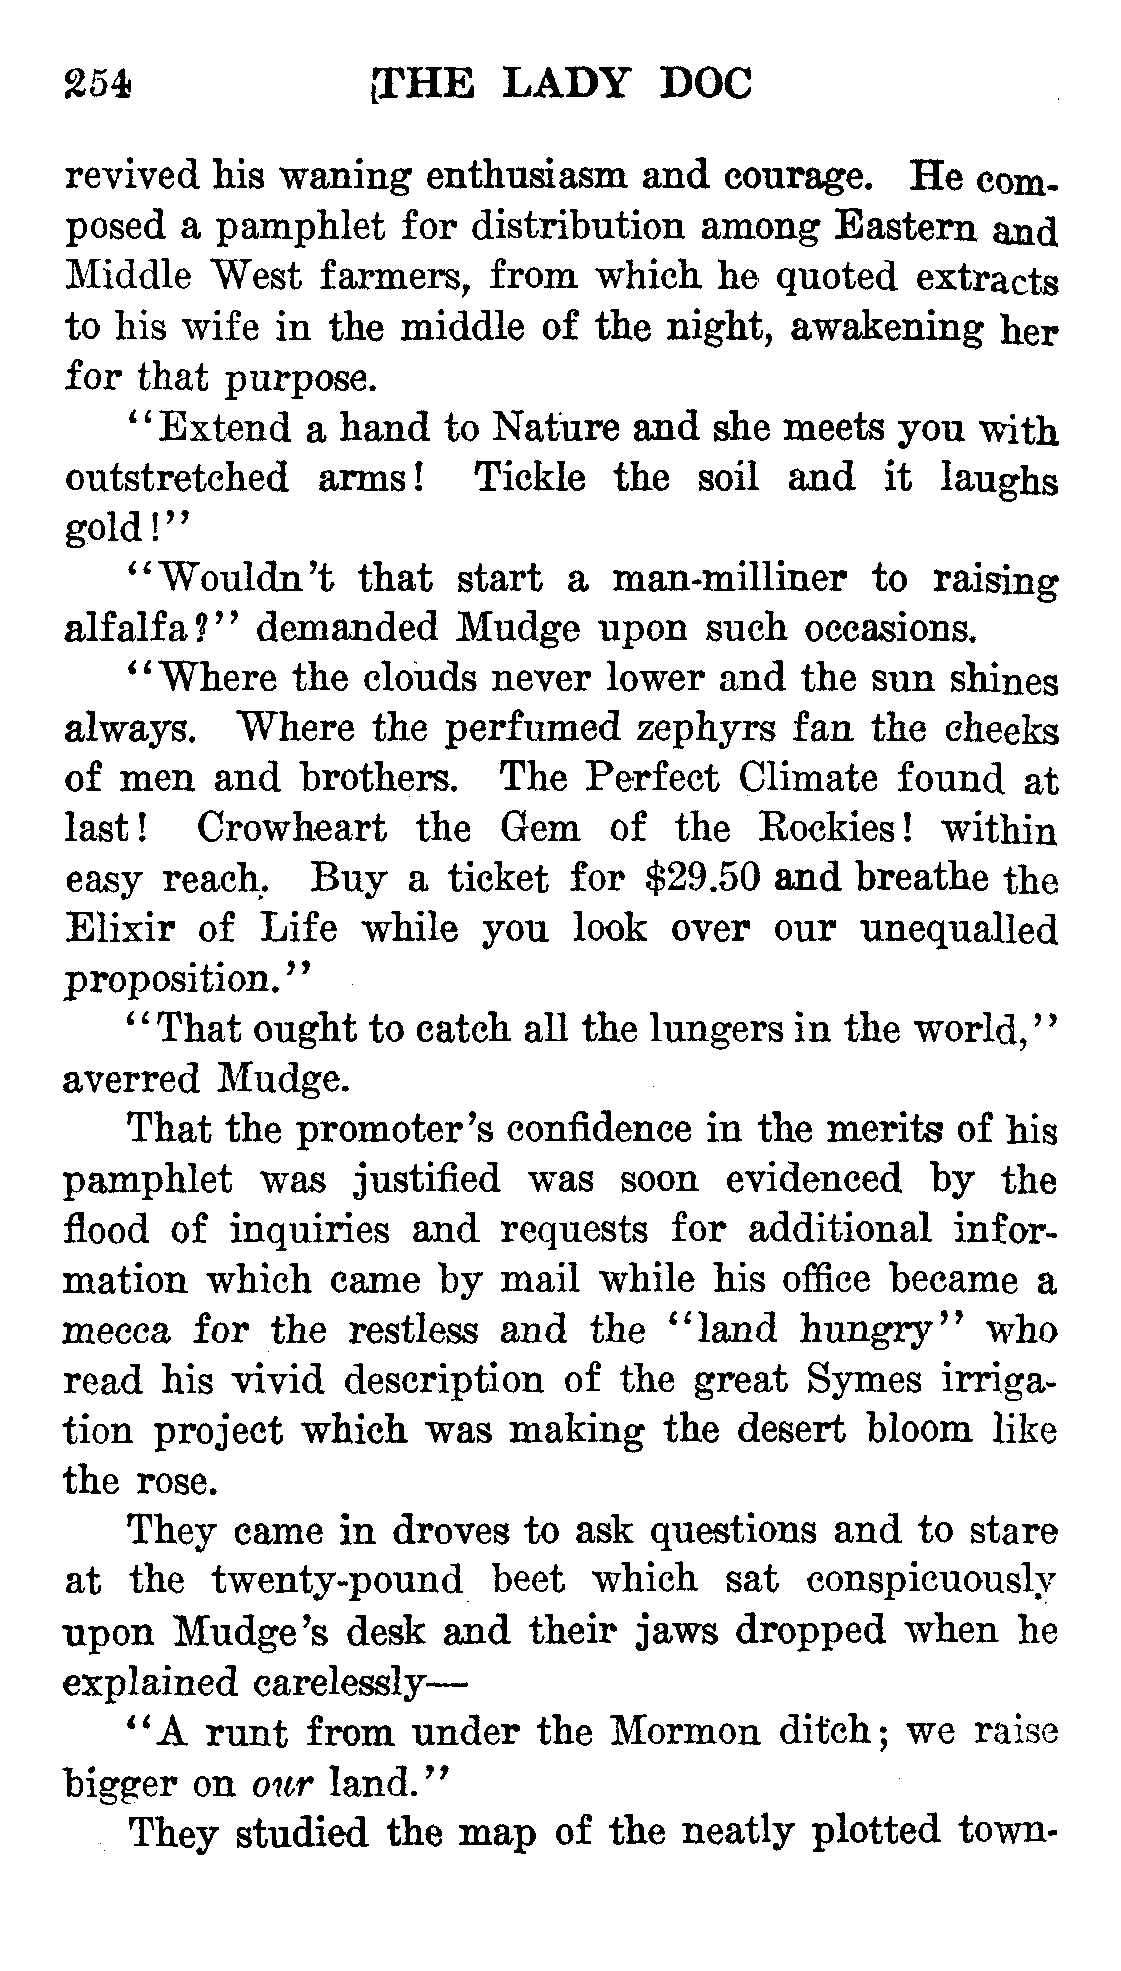 254 THE LADY DOC
revived his waning enthusiasm and courage. He com-
posed a pamphlet for distribution among Eastern and
Middle West farmers, from which he quoted extracts
to his wife in the middle of the night, awakening her
for that purpose.
"Extend a hand to Nature and she meets you with
outstretched arms! Tickle the soil and it laughs
gold!"
"Wouldn't that start a man-milliner to raising
alfalfa?" demanded Mudge upon such occasions.
"Where the clouds never lower and the sun shines
always. Where the perfumed zephyrs fan the cheeks
of men and brothers. The Perfect Climate found at
last! Crowheart the Gem of the Rockies! within
easy reach. Buy a ticket for $29.50 and breathe the
Elixir of Life while you look over our unequalled
proposition."
"That ought to catch all the lungers in the world,"
averred Mudge.
That the promoter's confidence in the merits of his
pamphlet was justified was soon evidenced by the
flood of inquiries and requests for additional infor-
mation which came by mail while his office became a
mecca for the restless and the "land hungry" who
read his vivid description of the great Symes irriga-
tion project which was making the desert bloom like
the rose.
They came in droves to ask questions and to stare
at the twenty-pound beet which sat conspicuously
upon Mudge's desk and their jaws dropped when he
explained carelessly—
"A runt from under the Mormon ditch; we raise
bigger on our land."
They studied the map of the neatly plotted town-